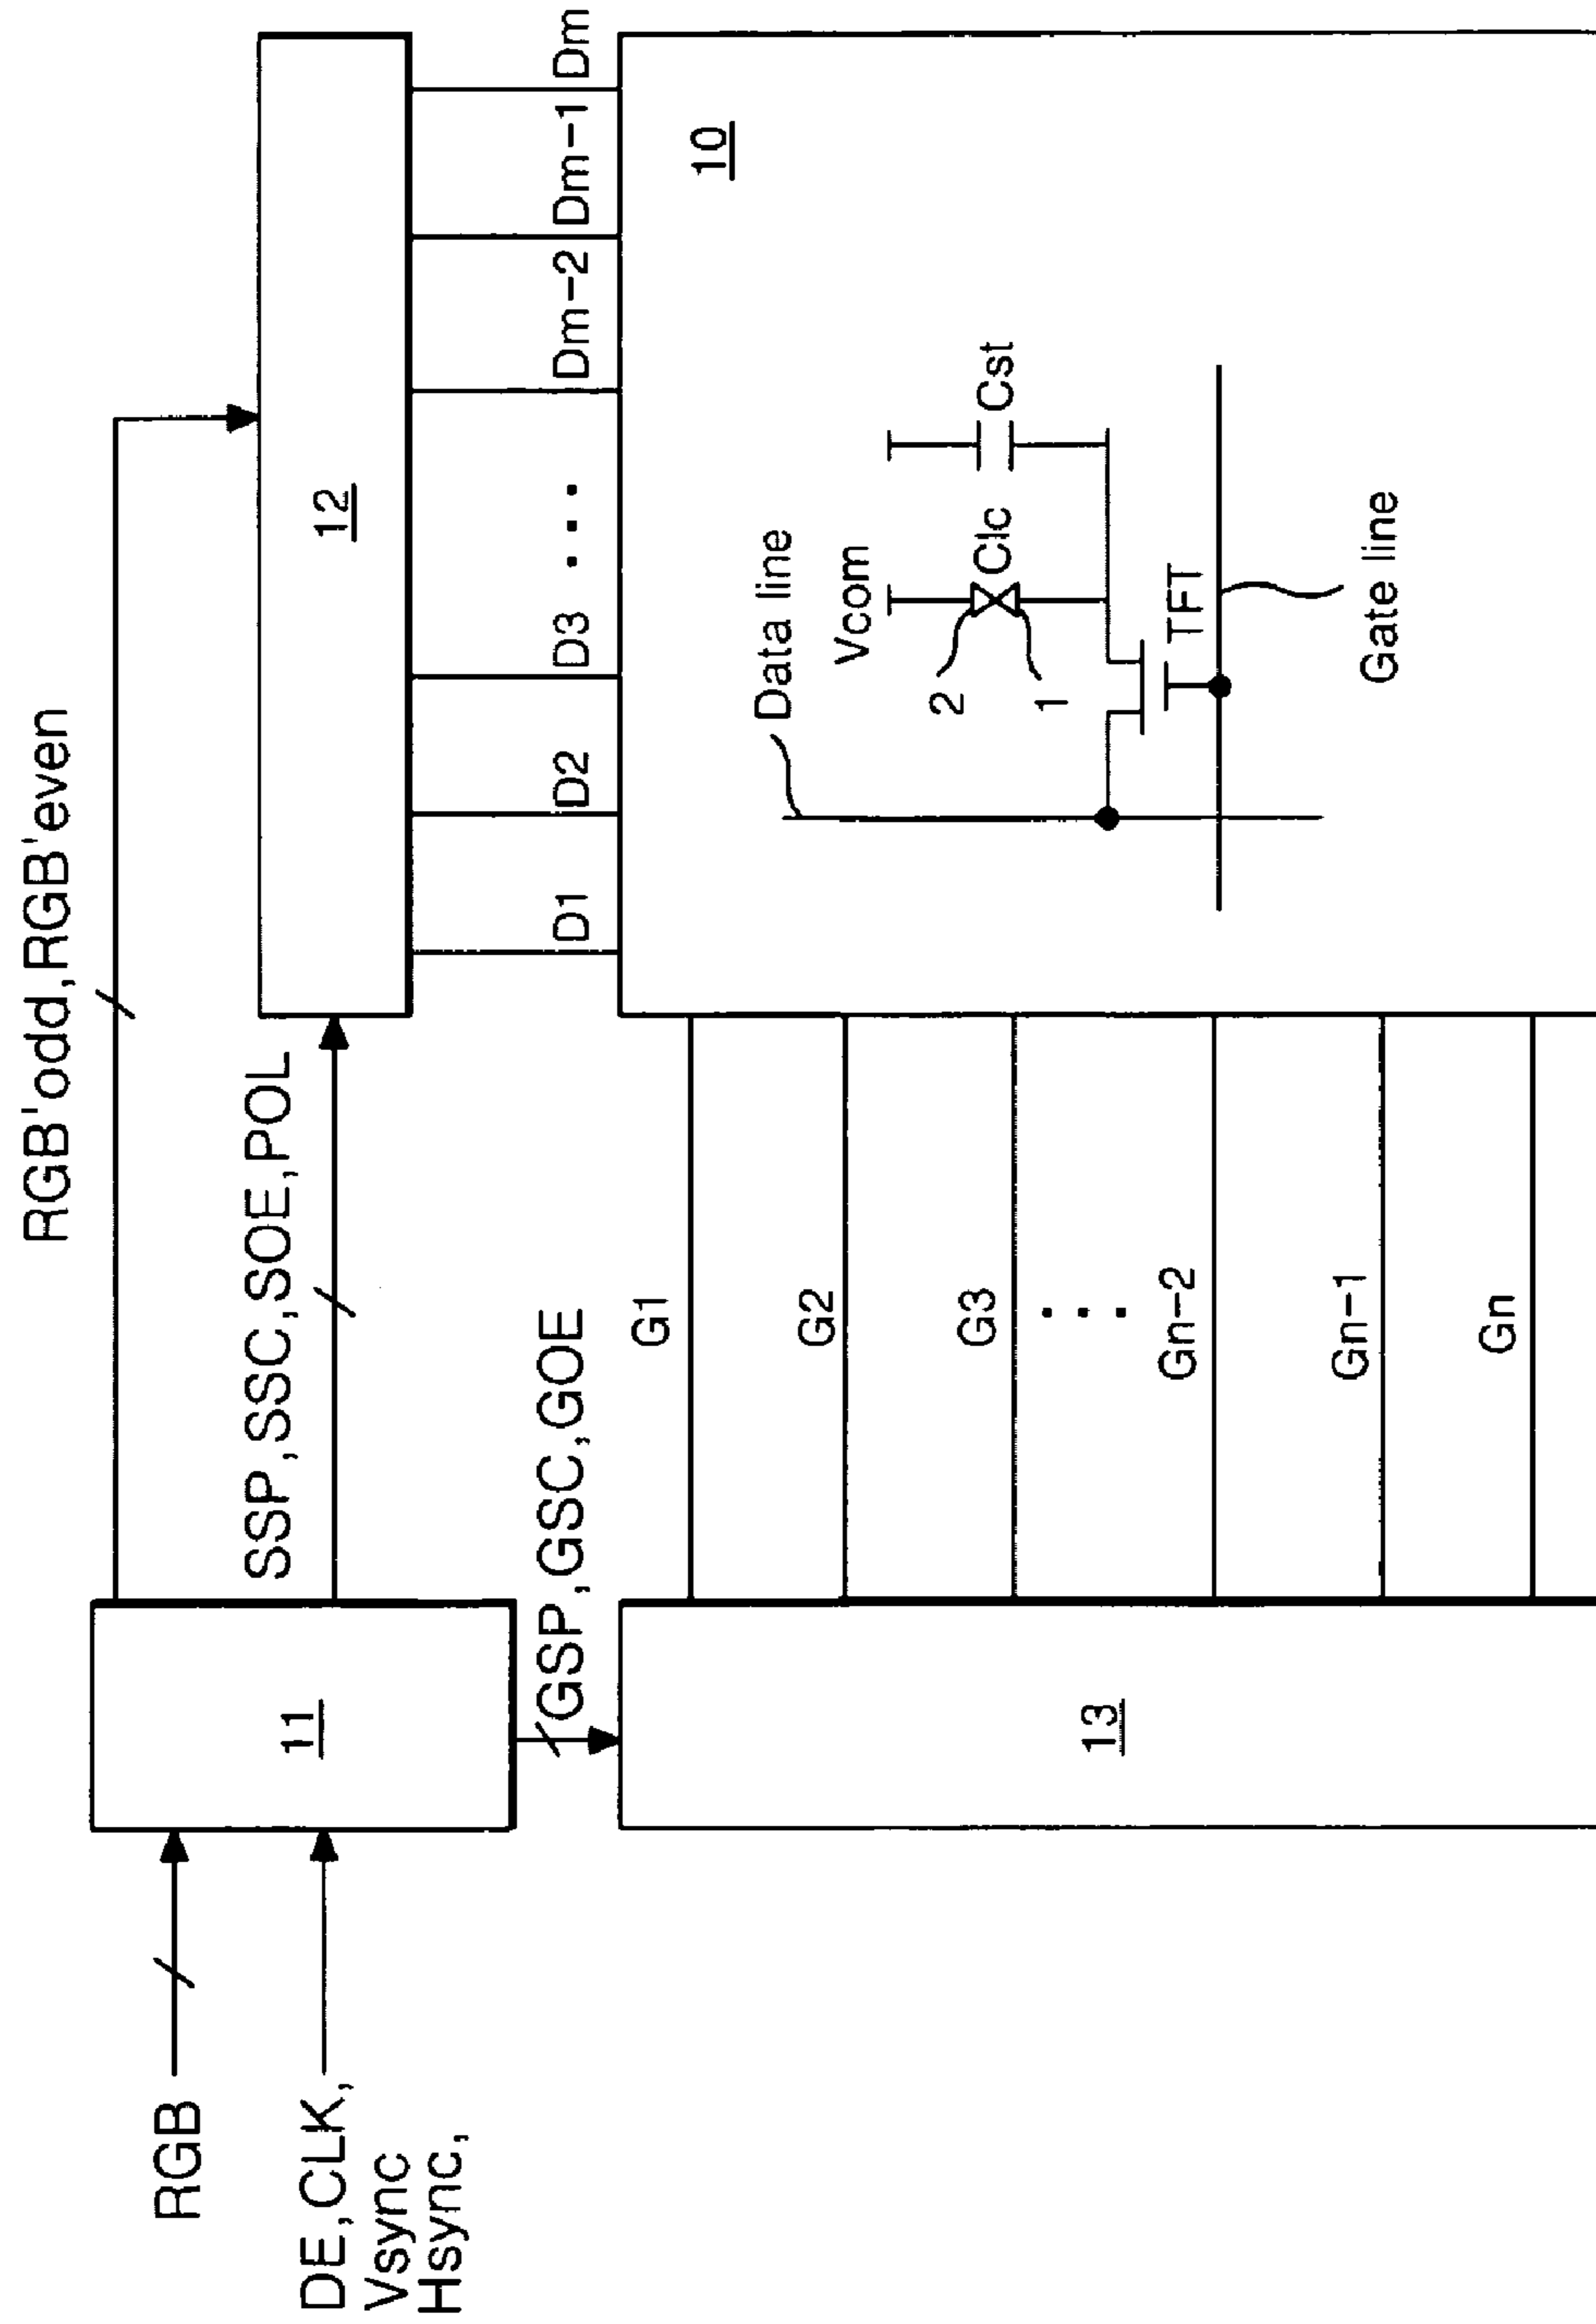 RGB'odd,RGB'even
RGB
DE,CLK,
Vsync
Hsync,
11
SSP,SSC,SOE,POL
12
GSP,GSC,GOE
D1
D2
D3
...
Dm-2
Dm-1
Dm
13
G1
G2
G3
...
Gn-2
Gn-1
Gn
10
Data line
Vcom
2
Clc
Cst
1
TFT
Gate line